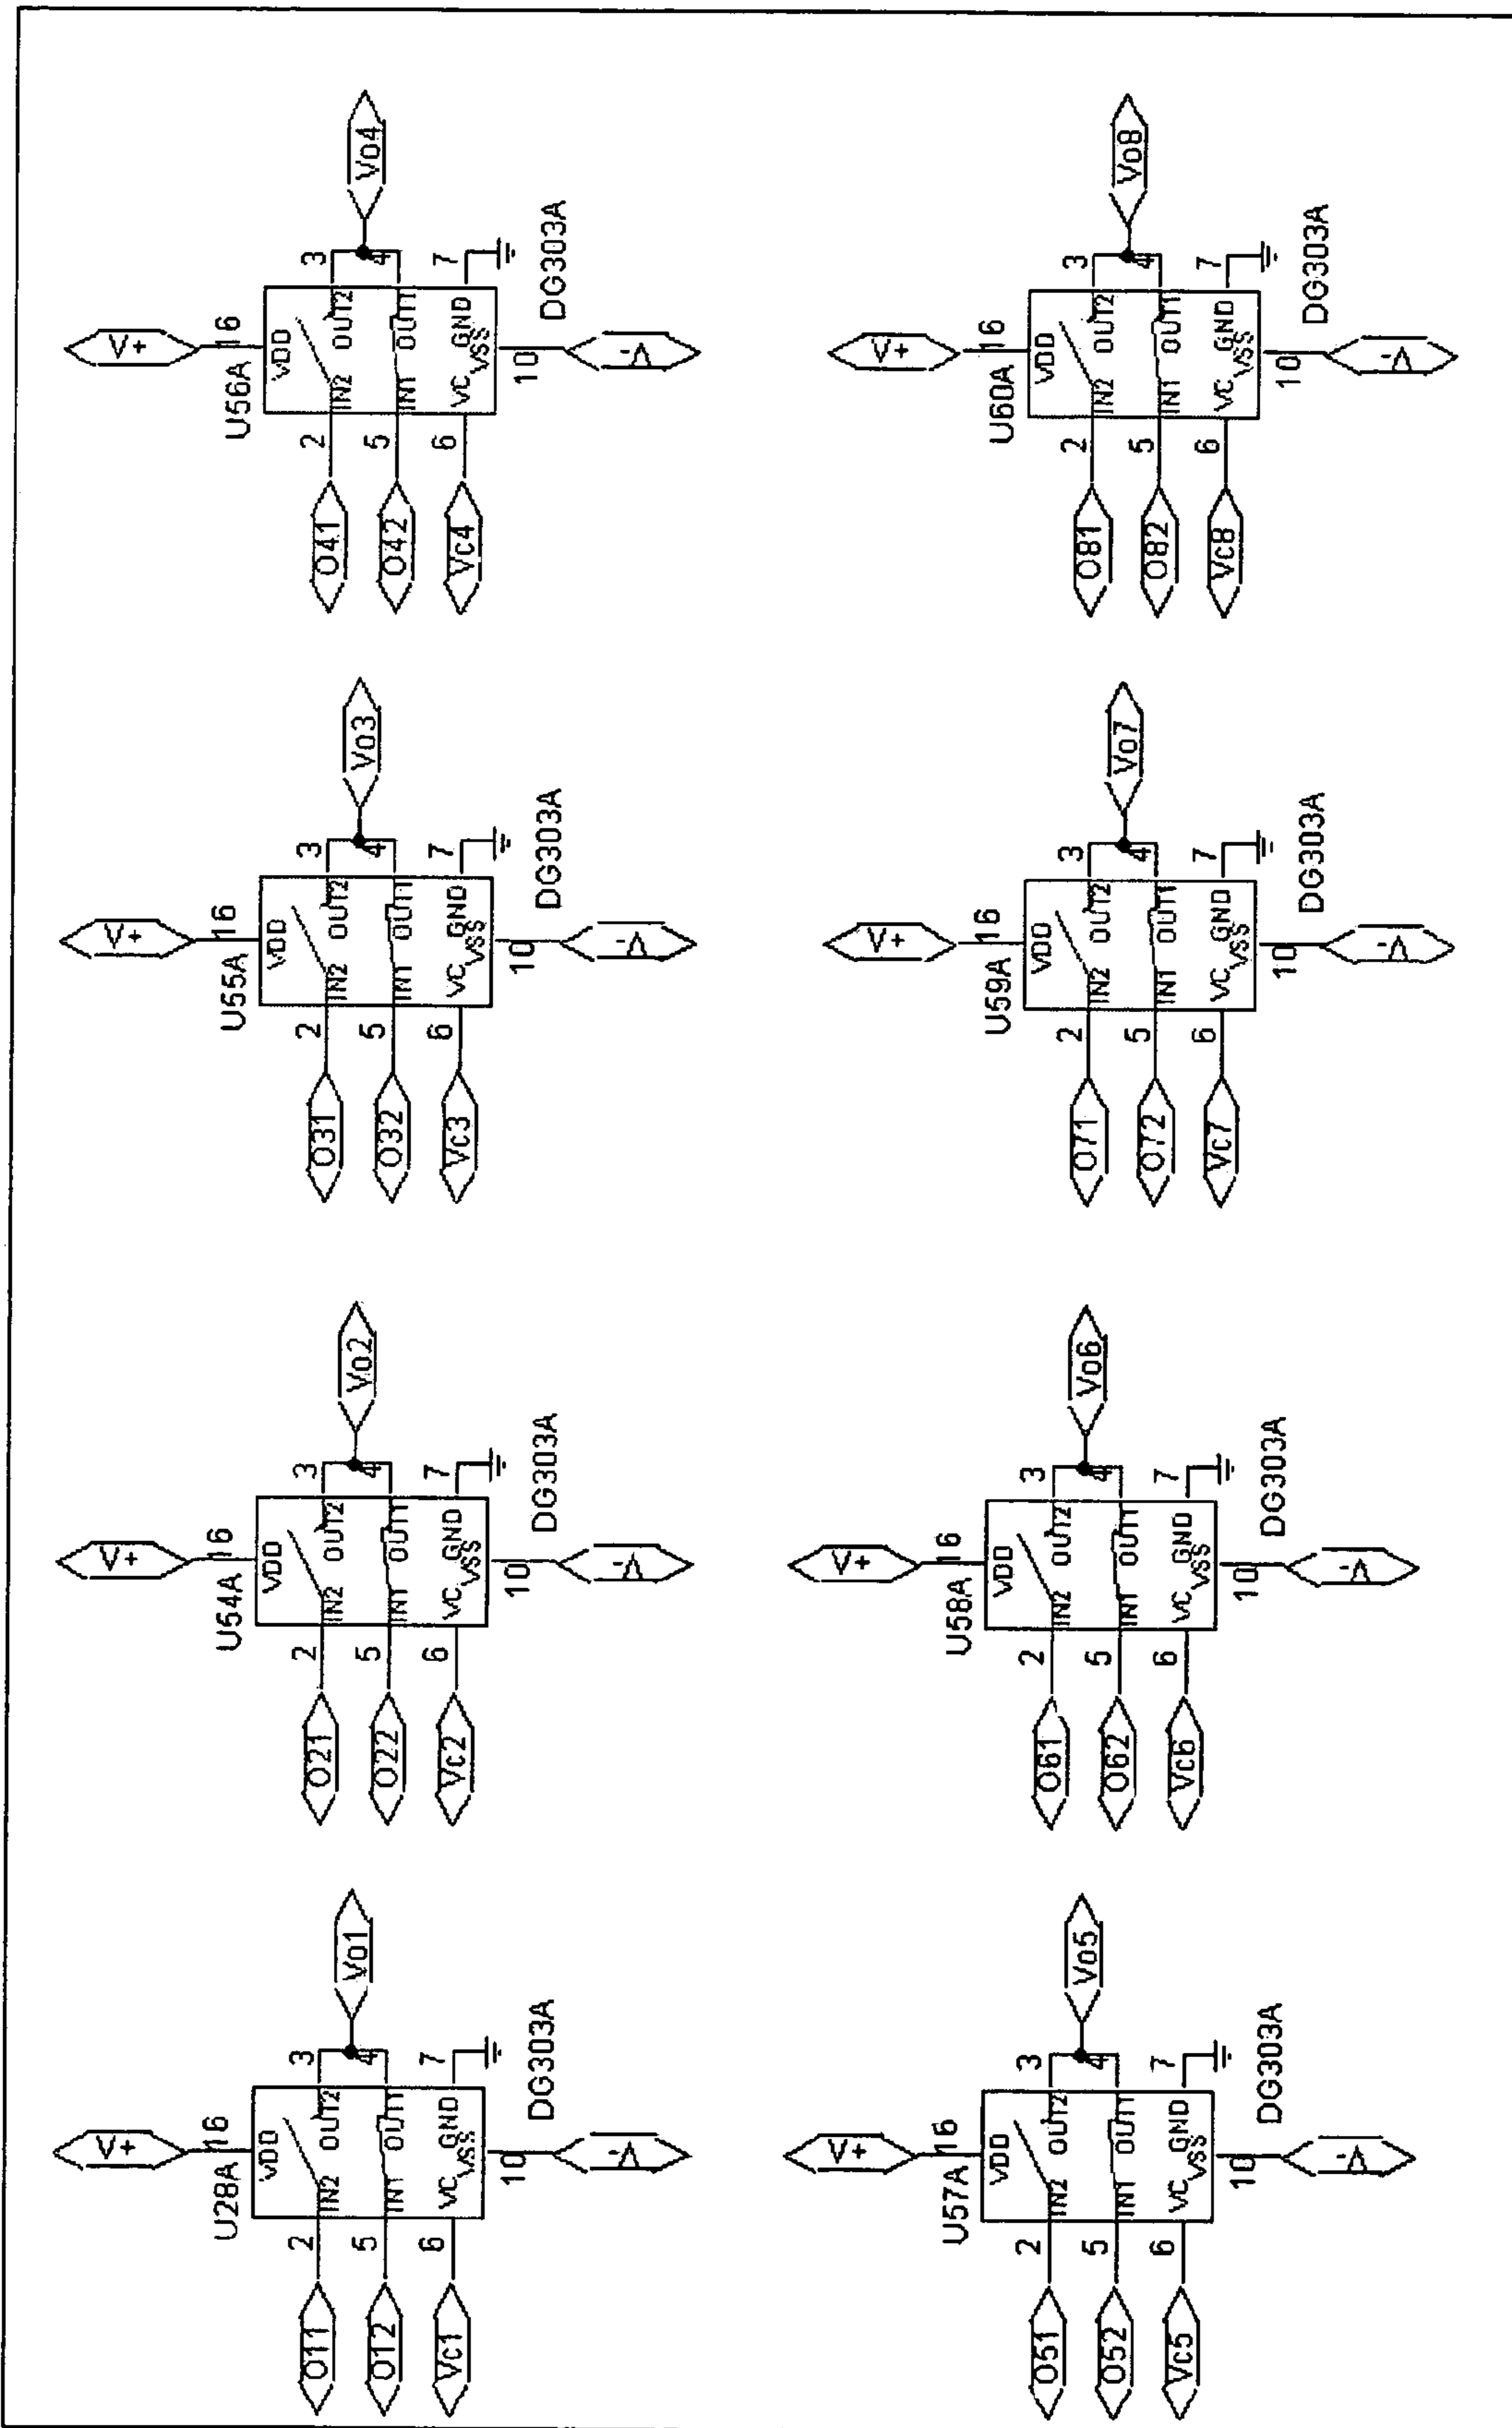 V+
16
U28A
VDD
O11
2
IN2
OUT2
3
Vo1
O12
5
IN1
OUT1
4
Vc1
6
VC
GND
7
VSS
10
DG303A
V-
V+
16
U54A
VDD
O21
2
IN2
OUT2
3
Vo2
O22
5
IN1
OUT1
4
Vc2
6
VC
GND
7
VSS
10
DG303A
V-
V+
16
U55A
VDD
O31
2
IN2
OUT2
3
Vo3
O32
5
IN1
OUT1
4
Vc3
6
VC
GND
7
VSS
10
DG303A
V-
V+
16
U56A
VDD
O41
2
IN2
OUT2
3
Vo4
O42
5
IN1
OUT1
4
Vc4
6
VC
GND
7
VSS
10
DG303A
V-
V+
16
U57A
VDD
O51
2
IN2
OUT2
3
Vo5
O52
5
IN1
OUT1
4
Vc5
6
VC
GND
7
VSS
10
DG303A
V-
V+
16
U58A
VDD
O61
2
IN2
OUT2
3
Vo6
O62
5
IN1
OUT1
4
Vc6
6
VC
GND
7
VSS
10
DG303A
V-
V+
16
U59A
VDD
O71
2
IN2
OUT2
3
Vo7
O72
5
IN1
OUT1
4
Vc7
6
VC
GND
7
VSS
10
DG303A
V-
V+
16
U60A
VDD
O81
2
IN2
OUT2
3
Vo8
O82
5
IN1
OUT1
4
Vc8
6
VC
GND
7
VSS
10
DG303A
V-